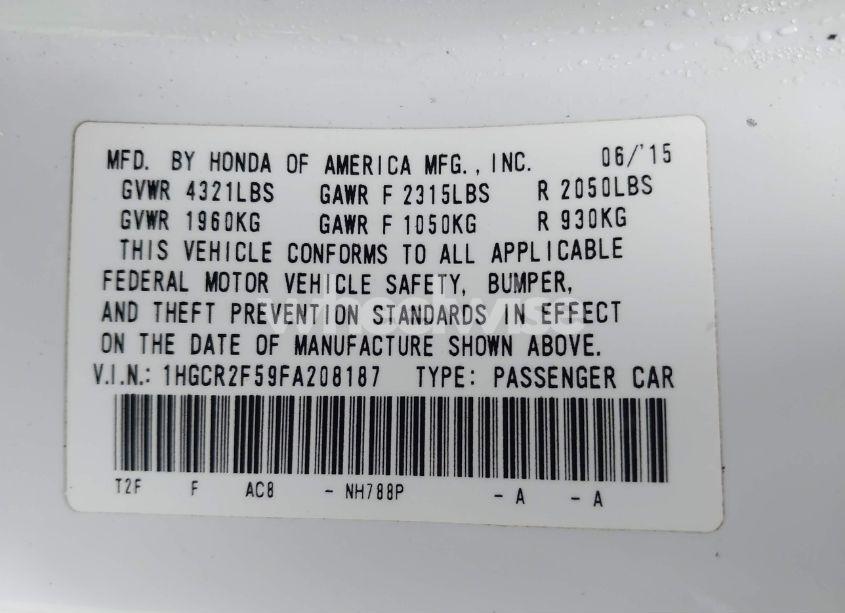 MFD. BY HONDA OF AMERICA MFG., INC. 06/'15
GVWR 4321LBS GAWR F 2315LBS R 2050LBS
GVWR 1960KG GAWR F 1050KG R 930KG
THIS VEHICLE CONFORMS TO ALL APPLICABLE
FEDERAL MOTOR VEHICLE SAFETY, BUMPER,
AND THEFT PREVENTION STANDARDS IN EFFECT
wheelwise
ON THE DATE OF MANUFACTURE SHOWN ABOVE.
V.I.N.: 1HGCR2F59FA208187 TYPE: PASSENGER CAR
T2F F AC8 - NH788P - A - A